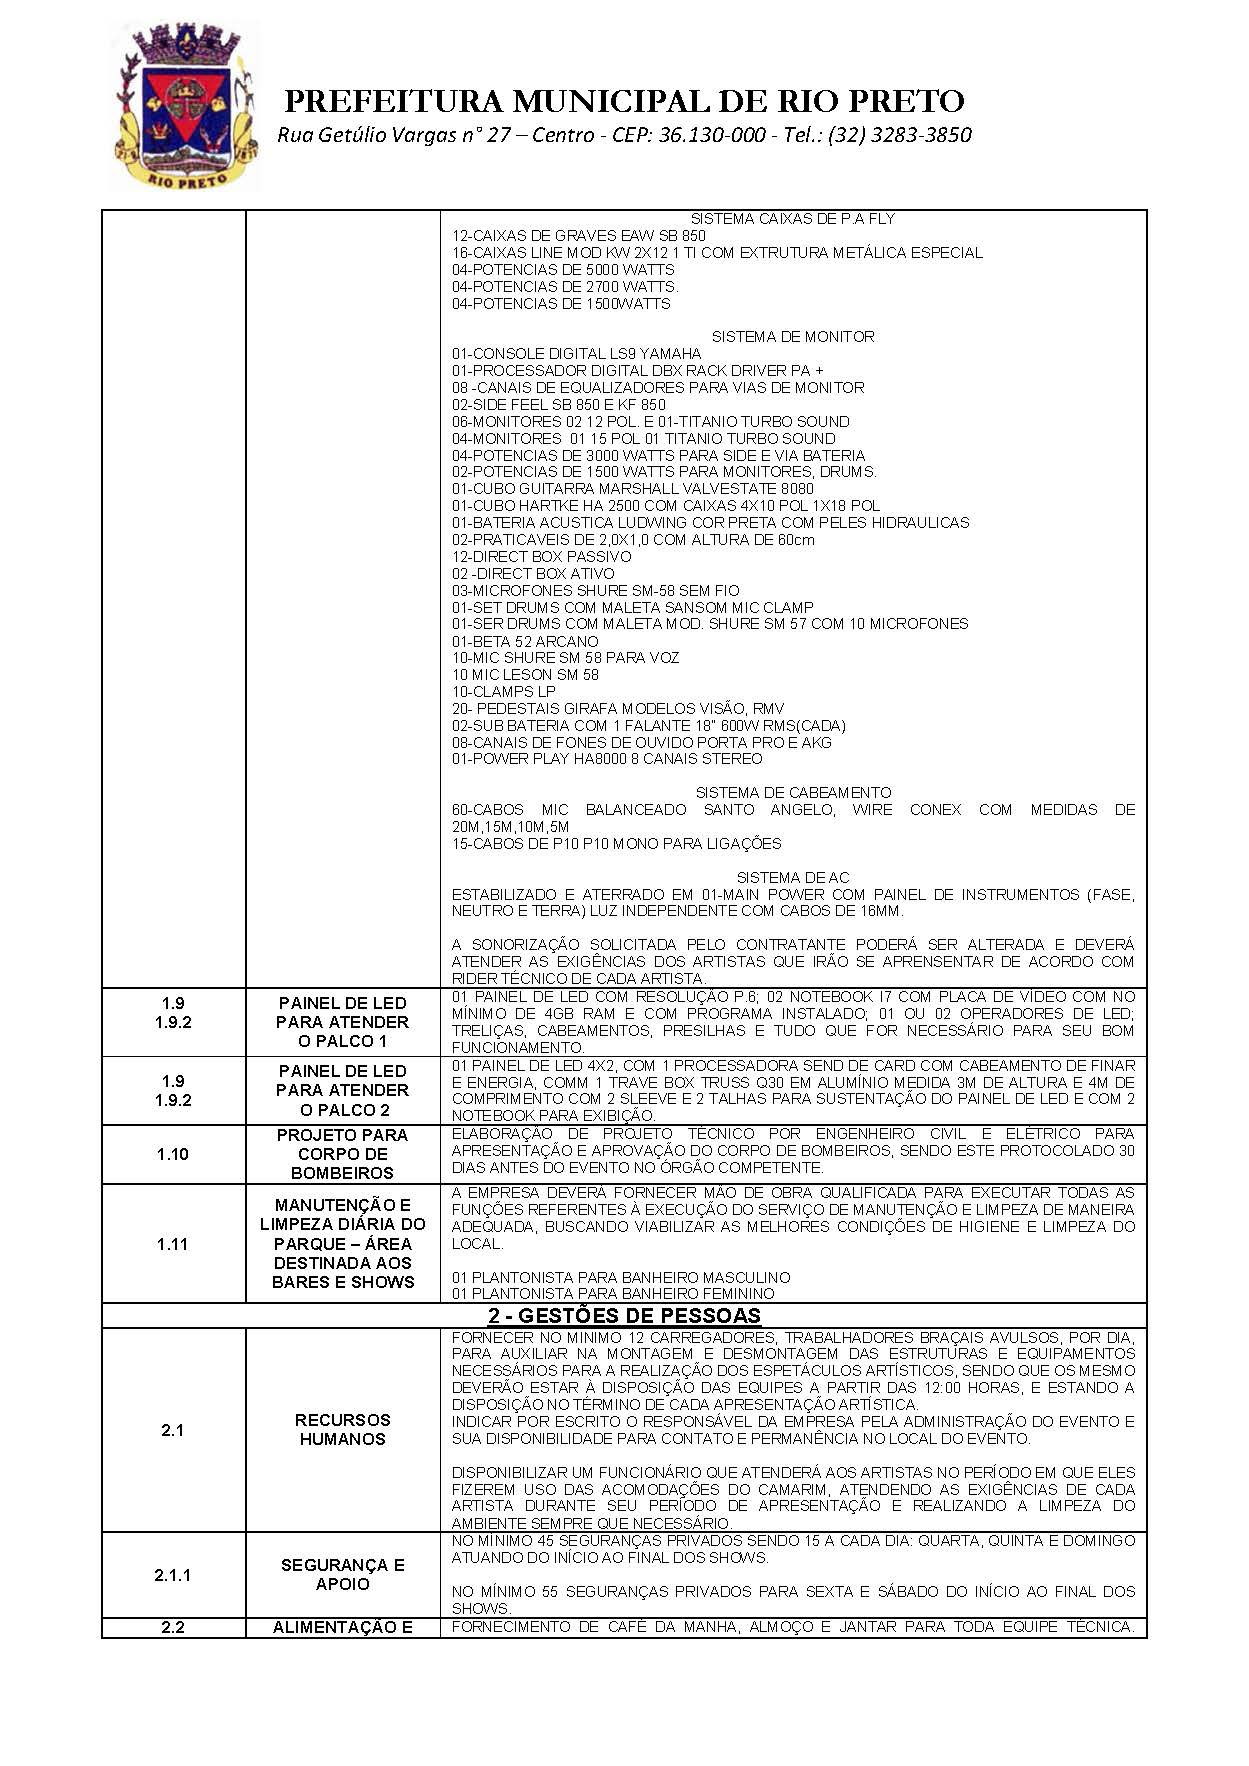 RIO PRETO
PREFEITURA MUNICIPAL DE RIO PRETO
Rua Getúlio Vargas n° 27 – Centro - CEP: 36.130-000 - Tel.: (32) 3283-3850
SISTEMA CAIXAS DE P.A FLY
12-CAIXAS DE GRAVES EAW SB 850
16-CAIXAS LINE MOD KW 2X12 1 TI COM EXTRUTURA METÁLICA ESPECIAL
04-POTENCIAS DE 5000 WATTS
04-POTENCIAS DE 2700 WATTS.
04-POTENCIAS DE 1500WATTS
SISTEMA DE MONITOR
01-CONSOLE DIGITAL LS9 YAMAHA
01-PROCESSADOR DIGITAL DBX RACK DRIVER PA +
08 -CANAIS DE EQUALIZADORES PARA VIAS DE MONITOR
02-SIDE FEEL SB 850 E KF 850
06-MONITORES 02 12 POL. E 01-TITANIO TURBO SOUND
04-MONITORES 01 15 POL 01 TITANIO TURBO SOUND
04-POTENCIAS DE 3000 WATTS PARA SIDE E VIA BATERIA
02-POTENCIAS DE 1500 WATTS PARA MONITORES, DRUMS.
01-CUBO GUITARRA MARSHALL VALVESTATE 8080
01-CUBO HARTKE HA 2500 COM CAIXAS 4X10 POL 1X18 POL
01-BATERIA ACUSTICA LUDWING COR PRETA COM PELES HIDRAULICAS
02-PRATICAVEIS DE 2,0X1,0 COM ALTURA DE 60cm
12-DIRECT BOX PASSIVO
02 -DIRECT BOX ATIVO
03-MICROFONES SHURE SM-58 SEM FIO
01-SET DRUMS COM MALETA SANSOM MIC CLAMP
01-SER DRUMS COM MALETA MOD. SHURE SM 57 COM 10 MICROFONES
01-BETA 52 ARCANO
10-MIC SHURE SM 58 PARA VOZ
10 MIC LESON SM 58
10-CLAMPS LP
20- PEDESTAIS GIRAFA MODELOS VISÃO, RMV
02-SUB BATERIA COM 1 FALANTE 18" 600W RMS(CADA)
08-CANAIS DE FONES DE OUVIDO PORTA PRO E AKG
01-POWER PLAY HA8000 8 CANAIS STEREO
SISTEMA DE CABEAMENTO
60-CABOS MIC BALANCEADO SANTO ANGELO, WIRE CONEX COM MEDIDAS DE
20M,15M,10M,5M
15-CABOS DE P10 P10 MONO PARA LIGAÇÕES
SISTEMA DE AC
ESTABILIZADO E ATERRADO EM 01-MAIN POWER COM PAINEL DE INSTRUMENTOS (FASE,
NEUTRO E TERRA) LUZ INDEPENDENTE COM CABOS DE 16MM.
A SONORIZAÇÃO SOLICITADA PELO CONTRATANTE PODERÁ SER ALTERADA E DEVERÁ
ATENDER AS EXIGÊNCIAS DOS ARTISTAS QUE IRÃO SE APRENSENTAR DE ACORDO COM
RIDER TÉCNICO DE CADA ARTISTA.
1.9
1.9.2
PAINEL DE LED
PARA ATENDER
O PALCO 1
01 PAINEL DE LED COM RESOLUÇÃO P.6; 02 NOTEBOOK I7 COM PLACA DE VÍDEO COM NO
MÍNIMO DE 4GB RAM E COM PROGRAMA INSTALADO; 01 OU 02 OPERADORES DE LED;
TRELIÇAS, CABEAMENTOS, PRESILHAS E TUDO QUE FOR NECESSÁRIO PARA SEU BOM
FUNCIONAMENTO.
1.9
1.9.2
PAINEL DE LED
PARA ATENDER
O PALCO 2
01 PAINEL DE LED 4X2, COM 1 PROCESSADORA SEND DE CARD COM CABEAMENTO DE FINAR
E ENERGIA, COMM 1 TRAVE BOX TRUSS Q30 EM ALUMÍNIO MEDIDA 3M DE ALTURA E 4M DE
COMPRIMENTO COM 2 SLEEVE E 2 TALHAS PARA SUSTENTAÇÃO DO PAINEL DE LED E COM 2
NOTEBOOK PARA EXIBIÇÃO.
1.10
PROJETO PARA
CORPO DE
BOMBEIROS
ELABORAÇÃO DE PROJETO TÉCNICO POR ENGENHEIRO CIVIL E ELÉTRICO PARA
APRESENTAÇÃO E APROVAÇÃO DO CORPO DE BOMBEIROS, SENDO ESTE PROTOCOLADO 30
DIAS ANTES DO EVENTO NO ÓRGÃO COMPETENTE.
1.11
MANUTENÇÃO E
LIMPEZA DIÁRIA DO
PARQUE – ÁREA
DESTINADA AOS
BARES E SHOWS
A EMPRESA DEVERÁ FORNECER MÃO DE OBRA QUALIFICADA PARA EXECUTAR TODAS AS
FUNÇÕES REFERENTES À EXECUÇÃO DO SERVIÇO DE MANUTENÇÃO E LIMPEZA DE MANEIRA
ADEQUADA, BUSCANDO VIABILIZAR AS MELHORES CONDIÇÕES DE HIGIENE E LIMPEZA DO
LOCAL.
01 PLANTONISTA PARA BANHEIRO MASCULINO
01 PLANTONISTA PARA BANHEIRO FEMININO
2 - GESTÕES DE PESSOAS
2.1
RECURSOS
HUMANOS
FORNECER NO MINIMO 12 CARREGADORES, TRABALHADORES BRAÇAIS AVULSOS, POR DIA,
PARA AUXILIAR NA MONTAGEM E DESMONTAGEM DAS ESTRUTURAS E EQUIPAMENTOS
NECESSÁRIOS PARA A REALIZAÇÃO DOS ESPETÁCULOS ARTÍSTICOS, SENDO QUE OS MESMO
DEVERÃO ESTAR À DISPOSIÇÃO DAS EQUIPES A PARTIR DAS 12:00 HORAS, E ESTANDO A
DISPOSIÇÃO NO TÉRMINO DE CADA APRESENTAÇÃO ARTÍSTICA.
INDICAR POR ESCRITO O RESPONSÁVEL DA EMPRESA PELA ADMINISTRAÇÃO DO EVENTO E
SUA DISPONIBILIDADE PARA CONTATO E PERMANÊNCIA NO LOCAL DO EVENTO.
DISPONIBILIZAR UM FUNCIONÁRIO QUE ATENDERÁ AOS ARTISTAS NO PERÍODO EM QUE ELES
FIZEREM USO DAS ACOMODAÇÕES DO CAMARIM, ATENDENDO AS EXIGÊNCIAS DE CADA
ARTISTA DURANTE SEU PERÍODO DE APRESENTAÇÃO E REALIZANDO A LIMPEZA DO
AMBIENTE SEMPRE QUE NECESSÁRIO.
2.1.1
SEGURANÇA E
APOIO
NO MÍNIMO 45 SEGURANÇAS PRIVADOS SENDO 15 A CADA DIA: QUARTA, QUINTA E DOMINGO
ATUANDO DO INÍCIO AO FINAL DOS SHOWS.
NO MÍNIMO 55 SEGURANÇAS PRIVADOS PARA SEXTA E SÁBADO DO INÍCIO AO FINAL DOS
SHOWS.
2.2
ALIMENTAÇÃO E
FORNECIMENTO DE CAFÉ DA MANHA, ALMOÇO E JANTAR PARA TODA EQUIPE TÉCNICA.